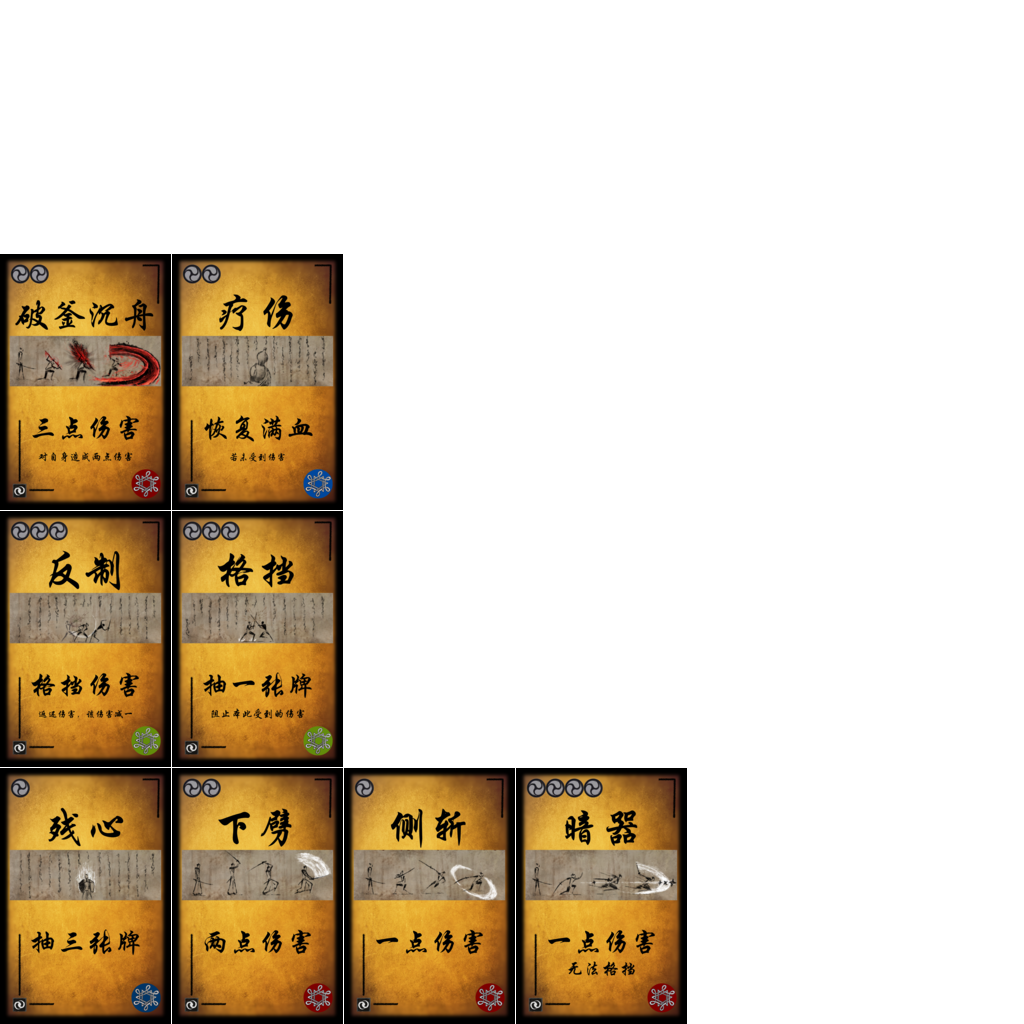 破釜沉舟
三点伤害
对自身造成两点伤害
疗伤
恢复满血
若未受到伤害
反制
格挡伤害
返还伤害，值伤害减一
格挡
抽一张牌
阻止本此受到的伤害
残心
抽三张牌
下劈
两点伤害
侧斩
一点伤害
暗器
一点伤害
无法格挡